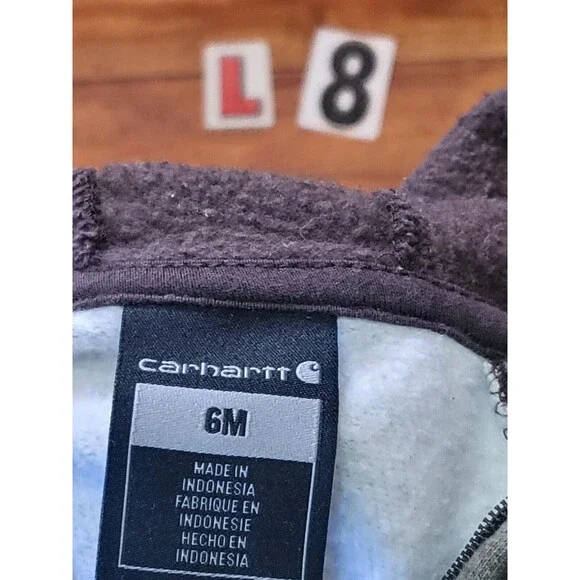 L 8
carhartt
6M
MADE IN
INDONESIA
FABRIQUE EN
INDONESIE
HECHO EN
INDONESIA